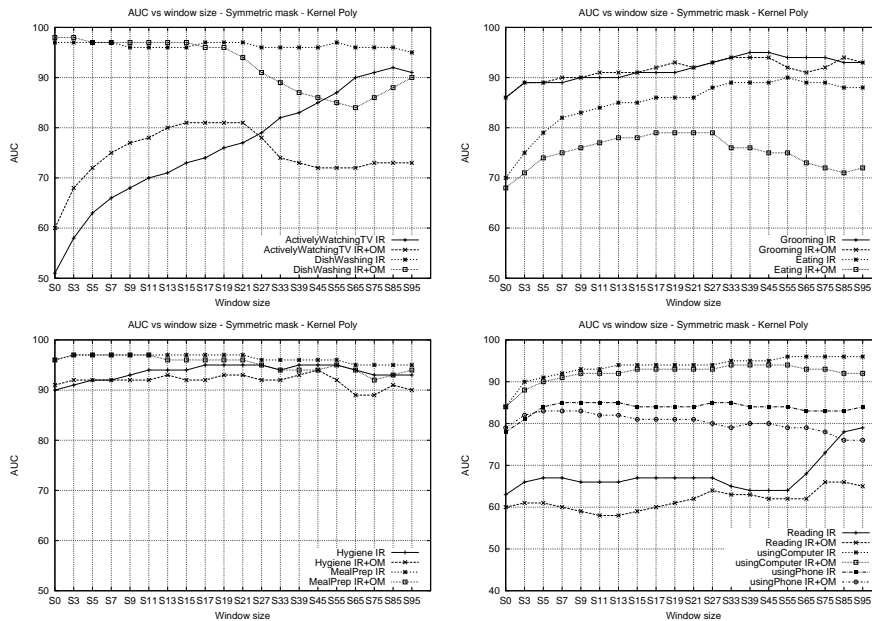 AUC vs window size - Symmetric mask - Kernel Poly
100
90
80
70
60
50
AUC
S0 S3 S5 S7 S9 S11 S13 S15 S17 S19 S21 S27 S33 S39 S45 S55 S65 S75 S85 S95
Window size
ActivelyWatchingTV IR
ActivelyWatchingTV IR+OM
DishWashing IR
DishWashing IR+OM
AUC vs window size - Symmetric mask - Kernel Poly
100
90
80
70
60
50
AUC
S0 S3 S5 S7 S9 S11 S13 S15 S17 S19 S21 S27 S33 S39 S45 S55 S65 S75 S85 S95
Window size
Grooming IR
Grooming IR+OM
Eating IR
Eating IR+OM
AUC vs window size - Symmetric mask - Kernel Poly
100
90
80
70
60
50
AUC
S0 S3 S5 S7 S9 S11 S13 S15 S17 S19 S21 S27 S33 S39 S45 S55 S65 S75 S85 S95
Window size
Hygiene IR
Hygiene IR+OM
MealPrep IR
MealPrep IR+OM
AUC vs window size - Symmetric mask - Kernel Poly
100
90
80
70
60
50
40
AUC
S0 S3 S5 S7 S9 S11 S13 S15 S17 S19 S21 S27 S33 S39 S45 S55 S65 S75 S85 S95
Window size
Reading IR
Reading IR+OM
usingComputer IR
usingComputer IR+OM
usingPhone IR
usingPhone IR+OM